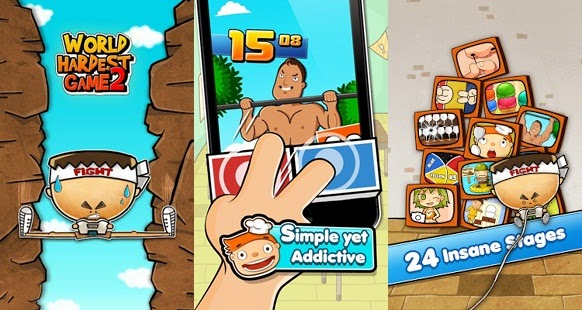 WORLD
HARDEST
GAME2
FIGHT
15 08
Simple yet
Addictive
FIGHT
24 Insane Stages